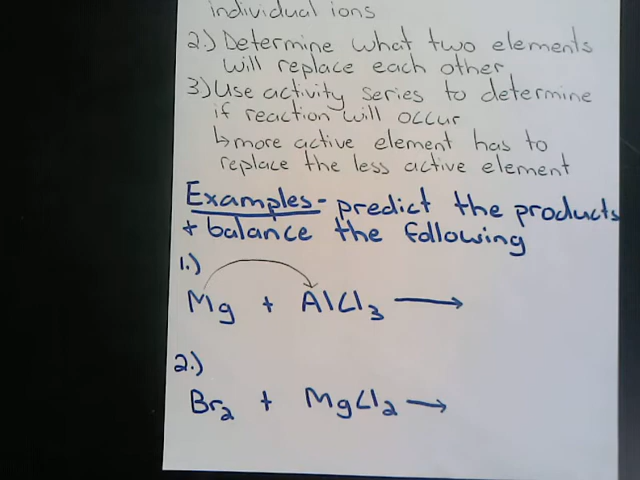 individual ions
2.) Determine what two elements
will replace each other
3.) Use activity series to determine
if reaction will occur
↳ more active element has to
replace the less active element
Examples - predict the products
+ balance the following
1.)
Mg + AlCl₃ →
2.)
Br₂ + MgCl₂ →